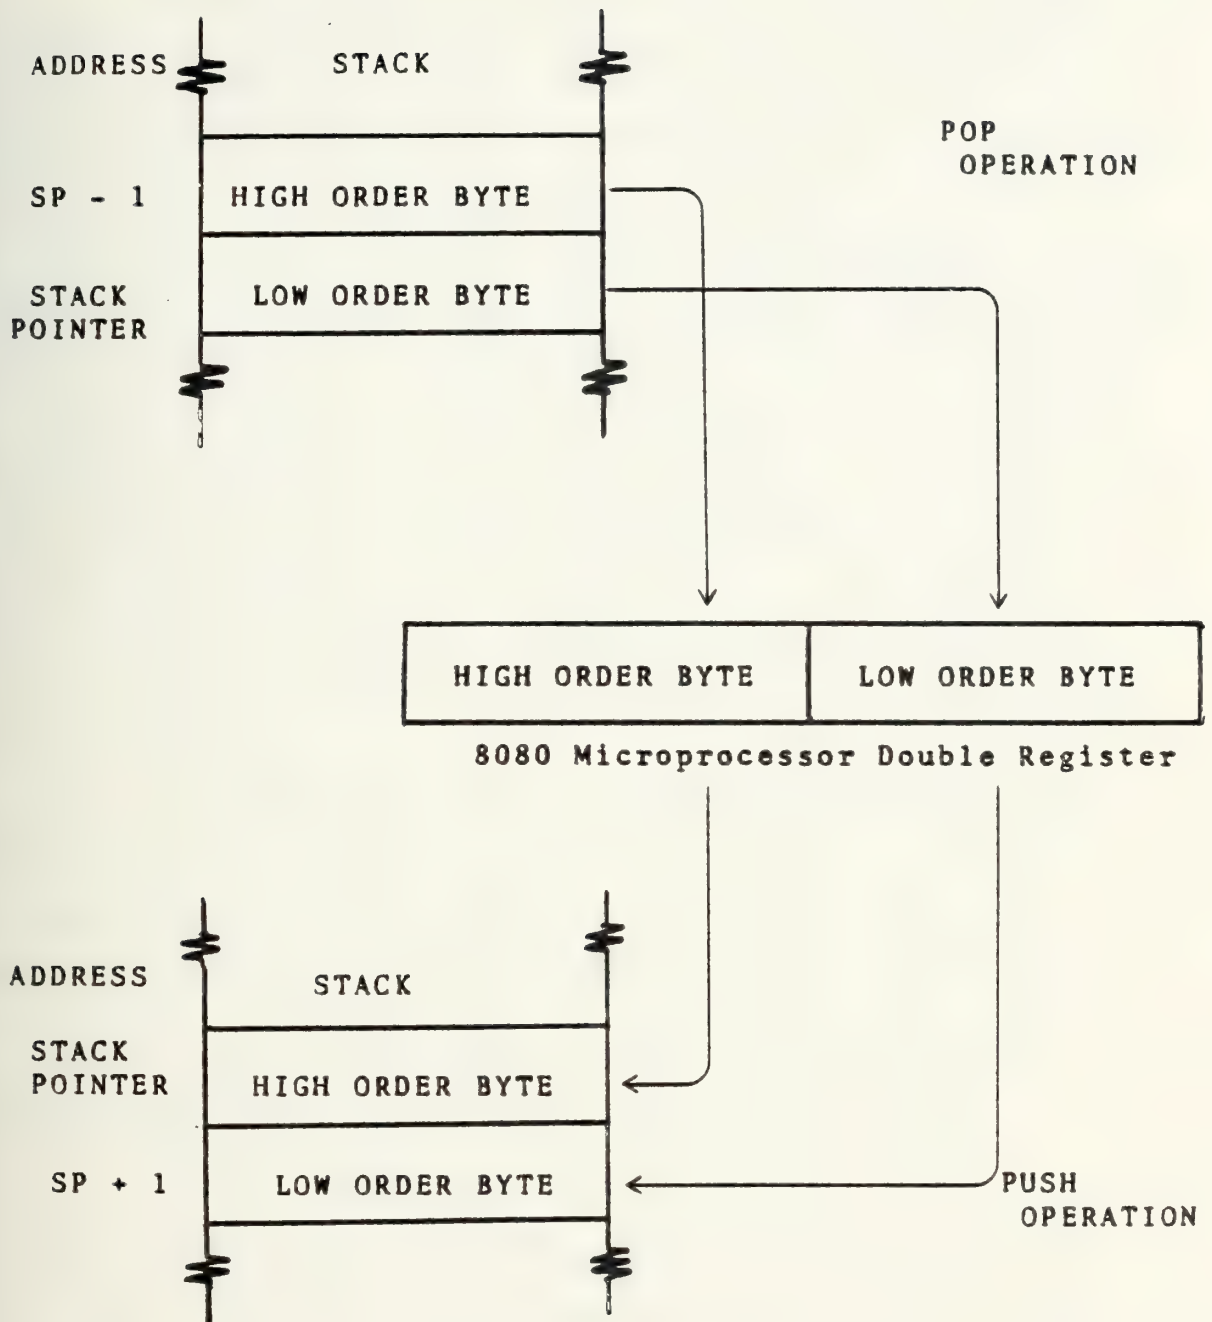 ADDRESS STACK
POP
OPERATION
SP - 1 HIGH ORDER BYTE
STACK
POINTER
LOW ORDER BYTE
HIGH ORDER BYTE LOW ORDER BYTE
8080 Microprocessor Double Register
ADDRESS STACK
STACK
POINTER
HIGH ORDER BYTE
SP + 1 LOW ORDER BYTE
PUSH
OPERATION